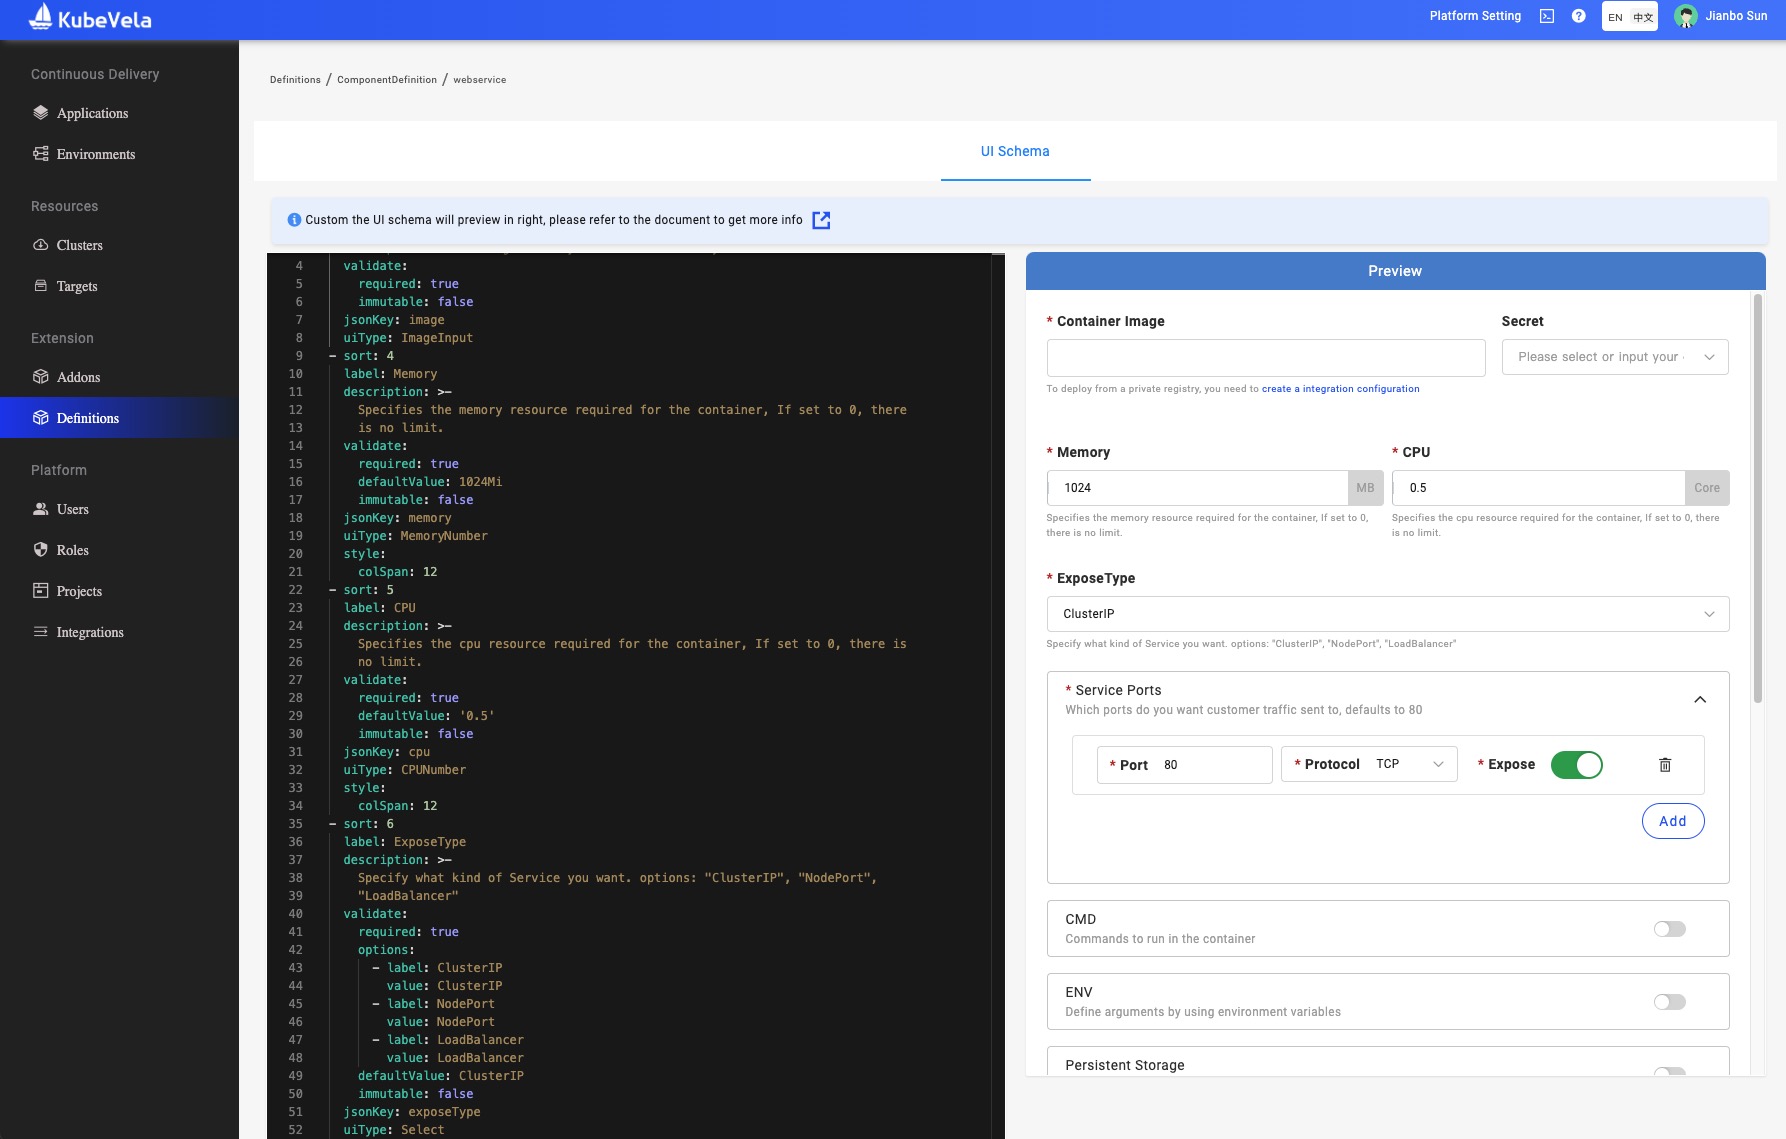 KubeVela
Platform Setting
EN 中文
Jianbo Sun
Continuous Delivery
Applications
Environments
Resources
Clusters
Targets
Extension
Addons
Definitions
Platform
Users
Roles
Projects
Integrations
Definitions / ComponentDefinition / webservice
UI Schema
Custom the UI schema will preview in right, please refer to the document to get more info
4 validate:
5 required: true
6 immutable: false
7 jsonKey: image
8 uiType: ImageInput
9 - sort: 4
10 label: Memory
11 description: >-
12 Specifies the memory resource required for the container, If set to 0, there
13 is no limit.
14 validate:
15 required: true
16 defaultValue: 1024Mi
17 immutable: false
18 jsonKey: memory
19 uiType: MemoryNumber
20 style:
21 colSpan: 12
22 - sort: 5
23 label: CPU
24 description: >-
25 Specifies the cpu resource required for the container, If set to 0, there is
26 no limit.
27 validate:
28 required: true
29 defaultValue: '0.5'
30 immutable: false
31 jsonKey: cpu
32 uiType: CPUNumber
33 style:
34 colSpan: 12
35 - sort: 6
36 label: ExposeType
37 description: >-
38 Specify what kind of Service you want. options: "ClusterIP", "NodePort",
39 "LoadBalancer"
40 validate:
41 required: true
42 options:
43 - label: ClusterIP
44 value: ClusterIP
45 - label: NodePort
46 value: NodePort
47 - label: LoadBalancer
48 value: LoadBalancer
49 defaultValue: ClusterIP
50 immutable: false
51 jsonKey: exposeType
52 uiType: Select
Preview
* Container Image
Secret
Please select or input your
To deploy from a private registry, you need to create a integration configuration
* Memory
1024 MB
Specifies the memory resource required for the container, If set to 0,
there is no limit.
* CPU
0.5 Core
Specifies the cpu resource required for the container, If set to 0, there
is no limit.
* ExposeType
ClusterIP
Specify what kind of Service you want. options: "ClusterIP", "NodePort", "LoadBalancer"
* Service Ports
Which ports do you want customer traffic sent to, defaults to 80
* Port 80
* Protocol TCP
* Expose
Add
CMD
Commands to run in the container
ENV
Define arguments by using environment variables
Persistent Storage